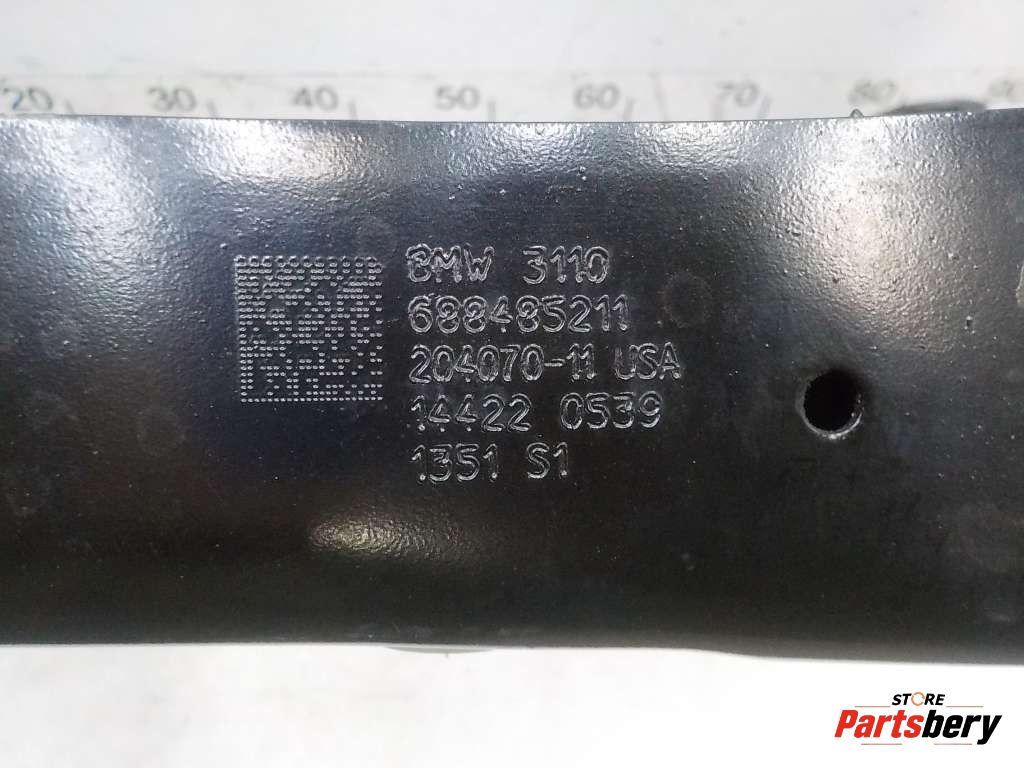 20 30 40 50 60 70 80 90
BMW 3110
688485211
204070-11 USA
14422 0539
1351 S1
STORE
Partsbery